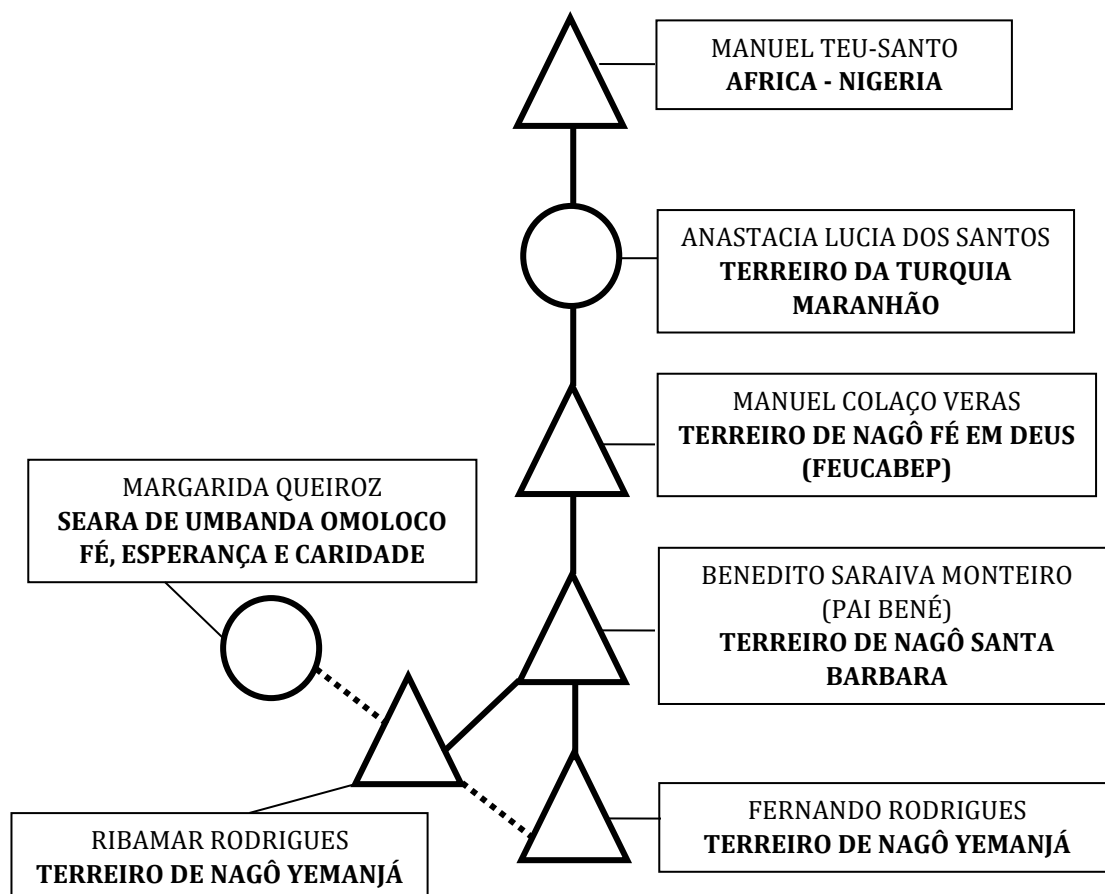 MANUEL TEU-SANTO
AFRICA - NIGERIA
ANASTACIA LUCIA DOS SANTOS
TERREIRO DA TURQUIA
MARANHÃO
MANUEL COLAÇO VERAS
TERREIRO DE NAGÔ FÉ EM DEUS
(FEUCABEP)
MARGARIDA QUEIROZ
SEARA DE UMBANDA OMOLOCO
FÉ, ESPERANÇA E CARIDADE
BENEDITO SARAIVA MONTEIRO
(PAI BENÉ)
TERREIRO DE NAGÔ SANTA
BARBARA
FERNANDO RODRIGUES
TERREIRO DE NAGÔ YEMANJÁ
RIBAMAR RODRIGUES
TERREIRO DE NAGÔ YEMANJÁ